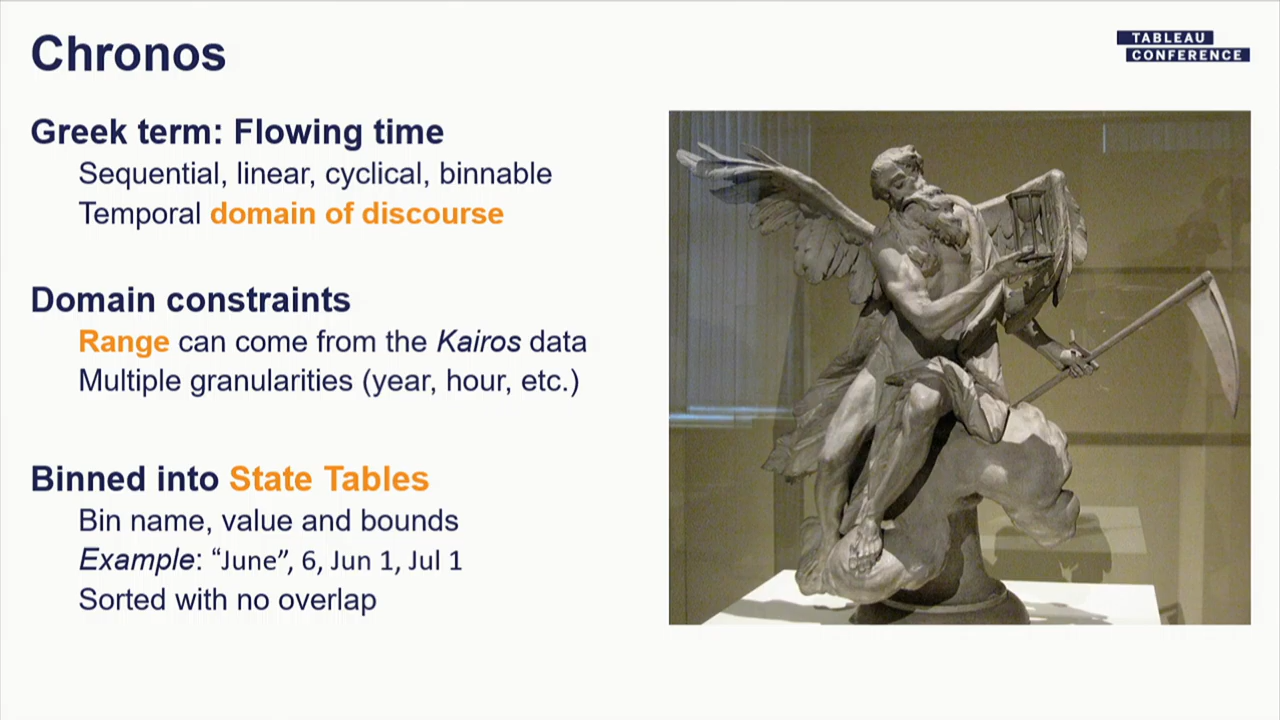 Chronos
TABLEAU
CONFERENCE
Greek term: Flowing time
Sequential, linear, cyclical, binnable
Temporal domain of discourse
Domain constraints
Range can come from the Kairos data
Multiple granularities (year, hour, etc.)
Binned into State Tables
Bin name, value and bounds
Example: “June”, 6, Jun 1, Jul 1
Sorted with no overlap